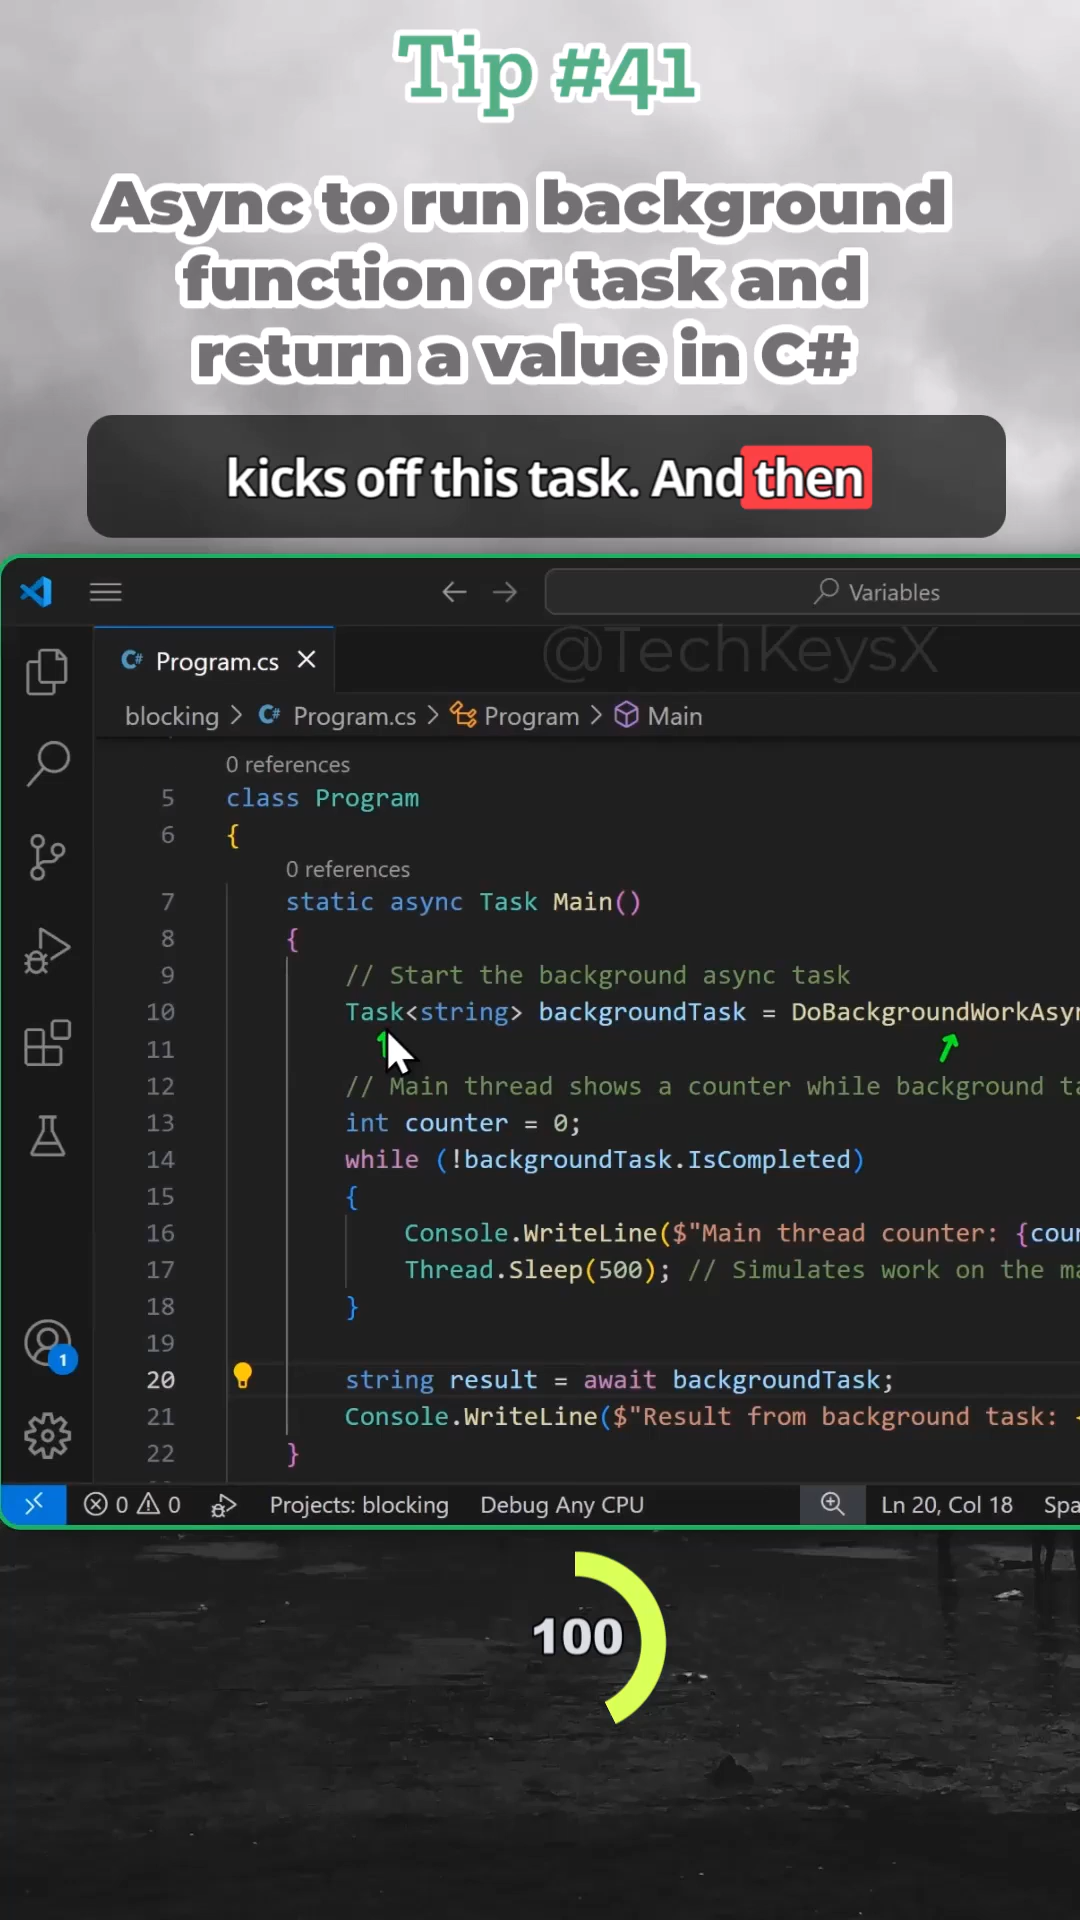 Tip #41
Async to run background
function or task and
return a value in C#
kicks off this task. And then
Variables
@TechKeysX
C# Program.cs
blocking > C# Program.cs > Program > Main
0 references
5 class Program
6 {
0 references
7 static async Task Main()
8 {
9 // Start the background async task
10 Task<string> backgroundTask = DoBackgroundWorkAsyn
11
12 // Main thread shows a counter while background ta
13 int counter = 0;
14 while (!backgroundTask.IsCompleted)
15 {
16 Console.WriteLine($"Main thread counter: {coun
17 Thread.Sleep(500); // Simulates work on the ma
18 }
19
20 string result = await backgroundTask;
21 Console.WriteLine($"Result from background task: {
22 }
1
0 0 Projects: blocking Debug Any CPU Ln 20, Col 18 Spa
100